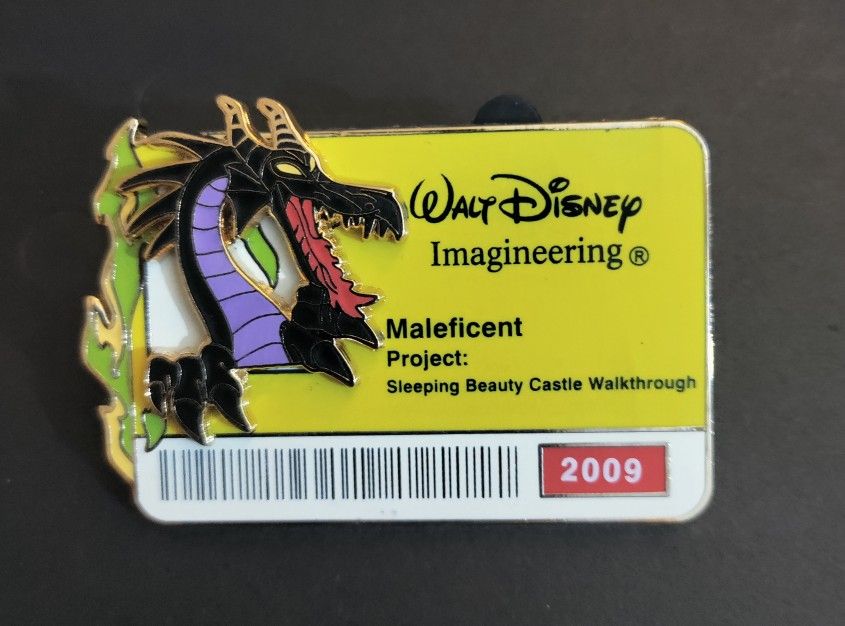 WALT DISNEY
Imagineering ®
Maleficent
Project:
Sleeping Beauty Castle Walkthrough
2009